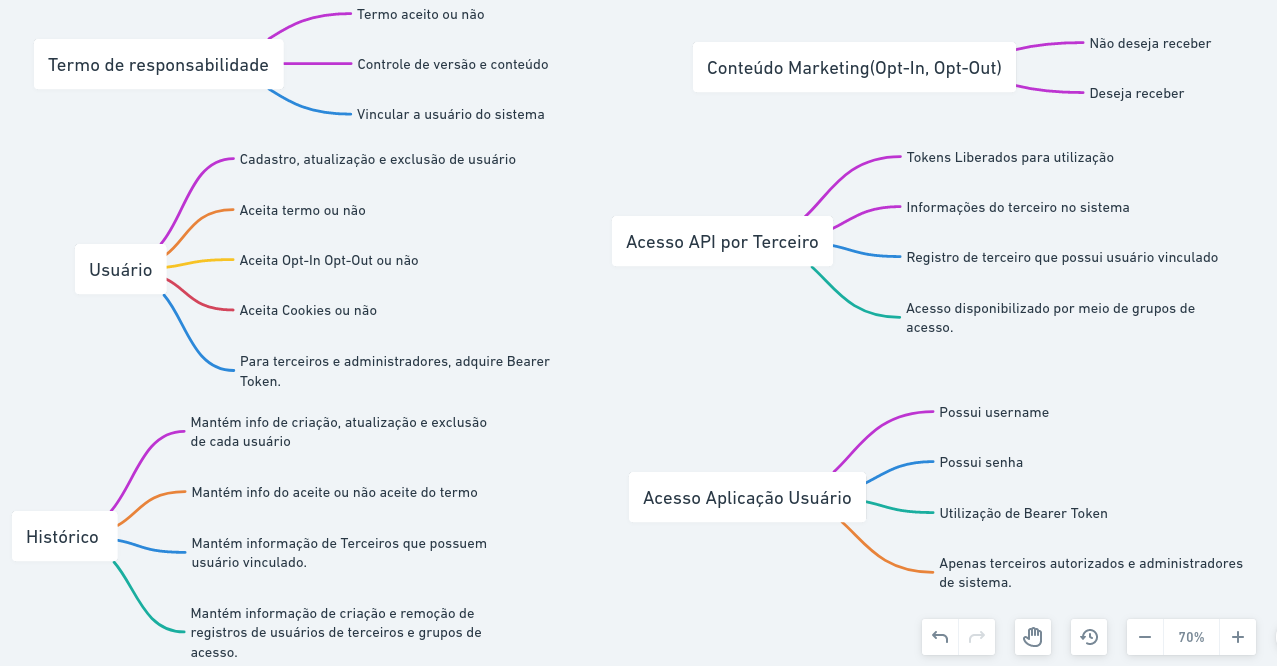 Termo de responsabilidade
Termo aceito ou não
Controle de versão e conteúdo
Vincular a usuário do sistema
Usuário
Cadastro, atualização e exclusão de usuário
Aceita termo ou não
Aceita Opt-In Opt-Out ou não
Aceita Cookies ou não
Para terceiros e administradores, adquire Bearer
Token.
Histórico
Mantém info de criação, atualização e exclusão
de cada usuário
Mantém info do aceite ou não aceite do termo
Mantém informação de Terceiros que possuem
usuário vinculado.
Mantém informação de criação e remoção de
registros de usuários de terceiros e grupos de
acesso.
Conteúdo Marketing(Opt-In, Opt-Out)
Não deseja receber
Deseja receber
Acesso API por Terceiro
Tokens Liberados para utilização
Informações do terceiro no sistema
Registro de terceiro que possui usuário vinculado
Acesso disponibilizado por meio de grupos de
acesso.
Acesso Aplicação Usuário
Possui username
Possui senha
Utilização de Bearer Token
Apenas terceiros autorizados e administradores
de sistema.
70%